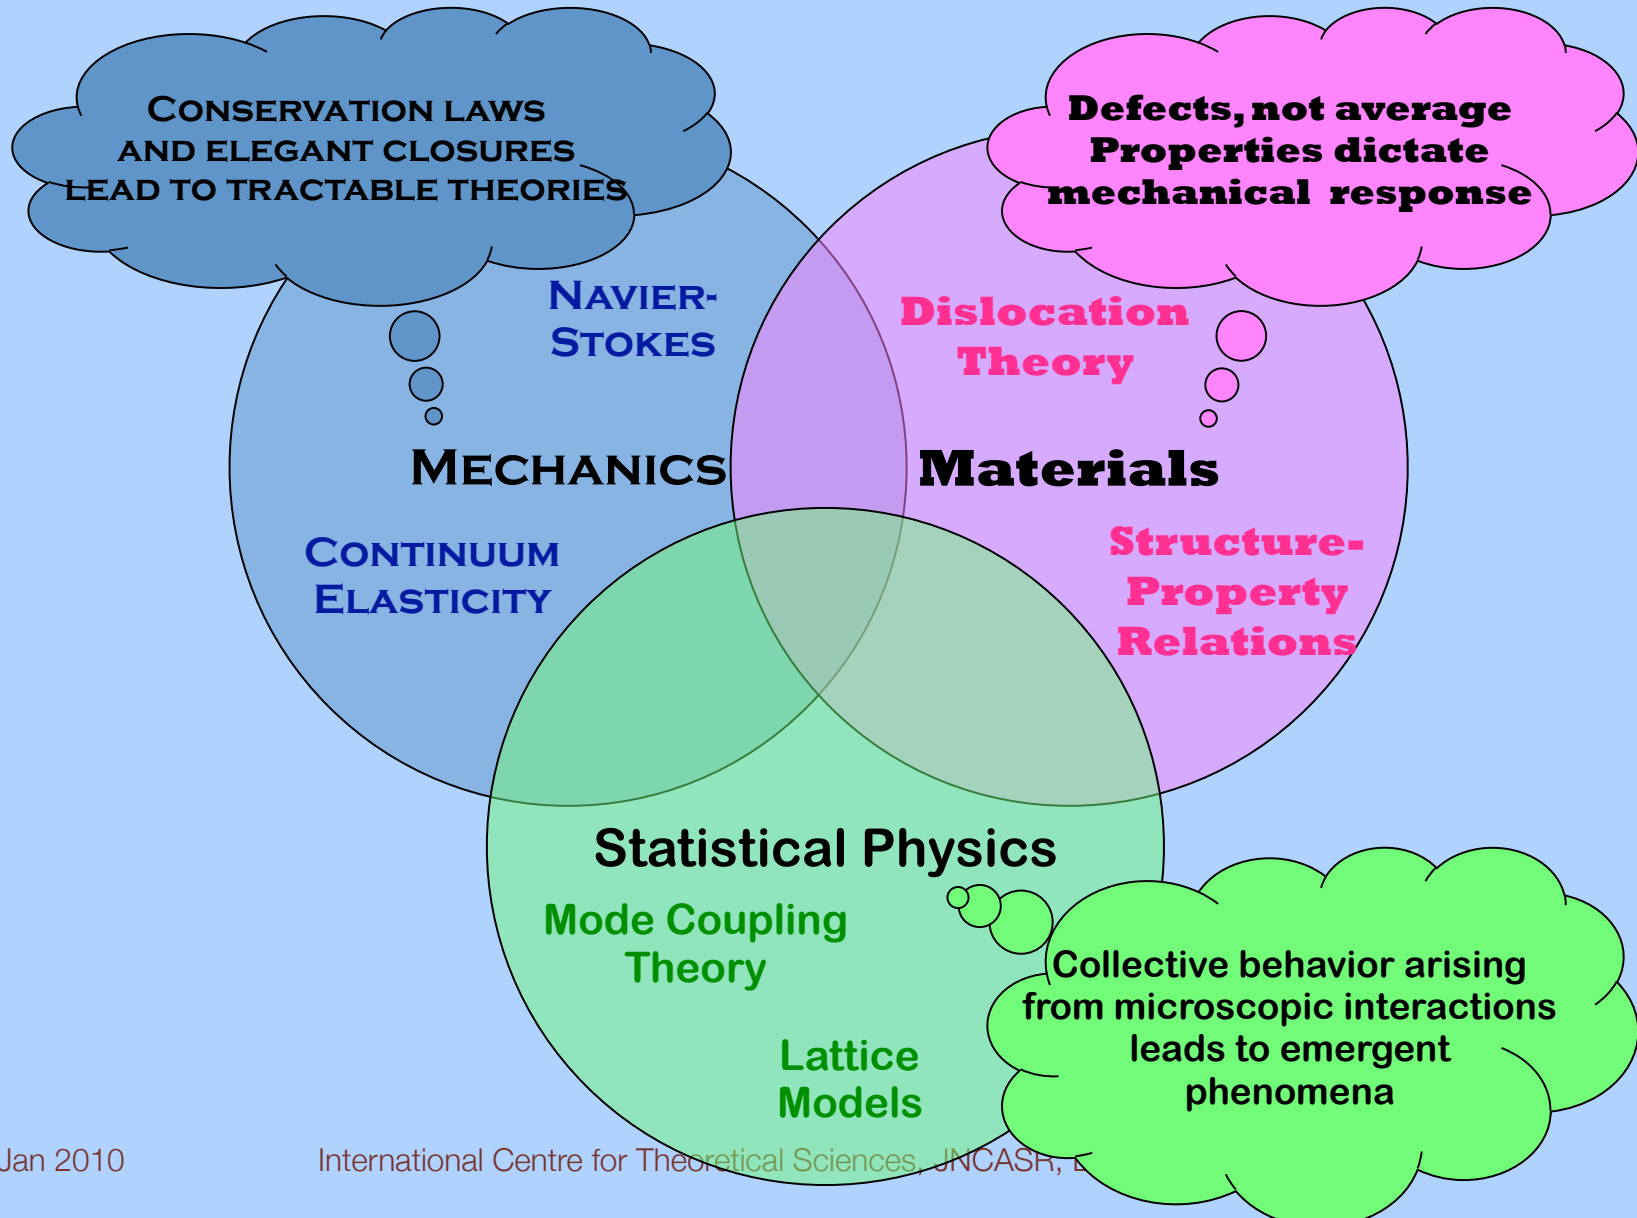 CONSERVATION LAWS
AND ELEGANT CLOSURES
LEAD TO TRACTABLE THEORIES
Defects, not average
Properties dictate
mechanical response
NAVIER-
STOKES
Dislocation
Theory
MECHANICS
Materials
CONTINUUM
ELASTICITY
Structure-
Property
Relations
Statistical Physics
Mode Coupling
Theory
Lattice
Models
Collective behavior arising
from microscopic interactions
leads to emergent
phenomena
Jan 2010
International Centre for Theoretical Sciences, JNCASR,